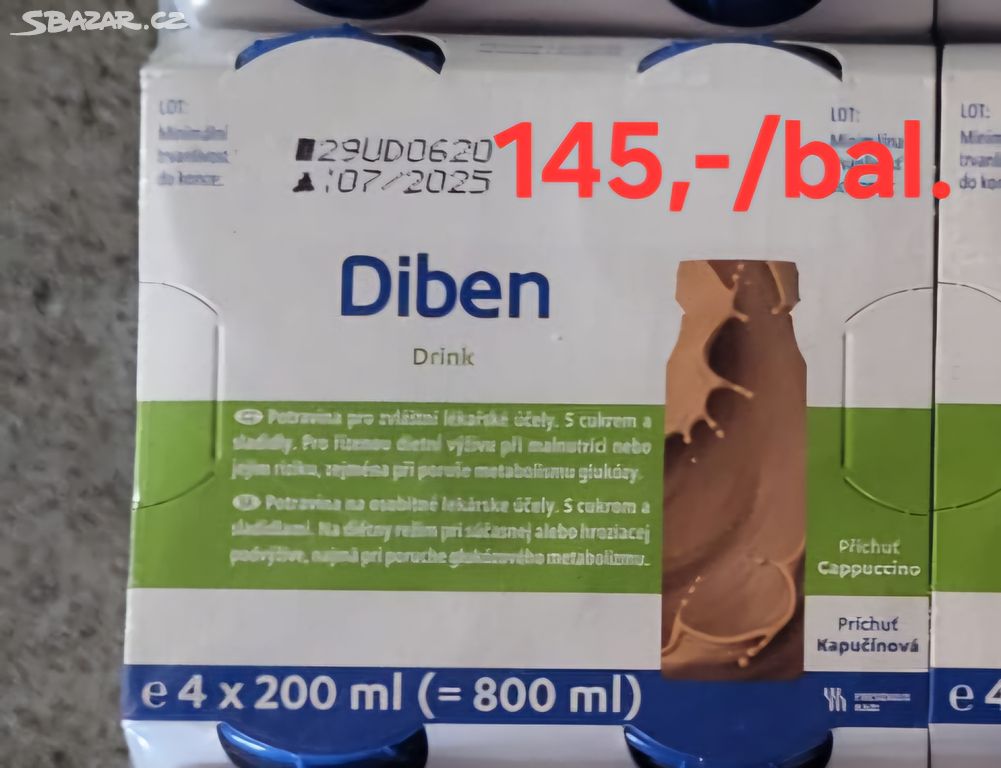 SBAZAR.CZ
LOT:
Minimální
trvanlivost
do konce:
29UD0620
:07/2025
145,-/bal.
LOT:
LOT:
Diben
Drink
Potravina pro zvláštní lékařské účely. S cukrem a
sladidly. Pro řízenou dietní výživu při malnutrici nebo
jejím riziku, zejména při poruše metabolismu glukózy.
Potravina na osobitné lekárske účely. S cukrom a
sladidlami. Na diétny režim pri súčasnej alebo hroziacej
podvýžive, najmä pri poruche glukózového metabolizmu.
Příchuť
Cappuccino
Príchuť
Kapučínová
e 4 x 200 ml (= 800 ml)
e 4